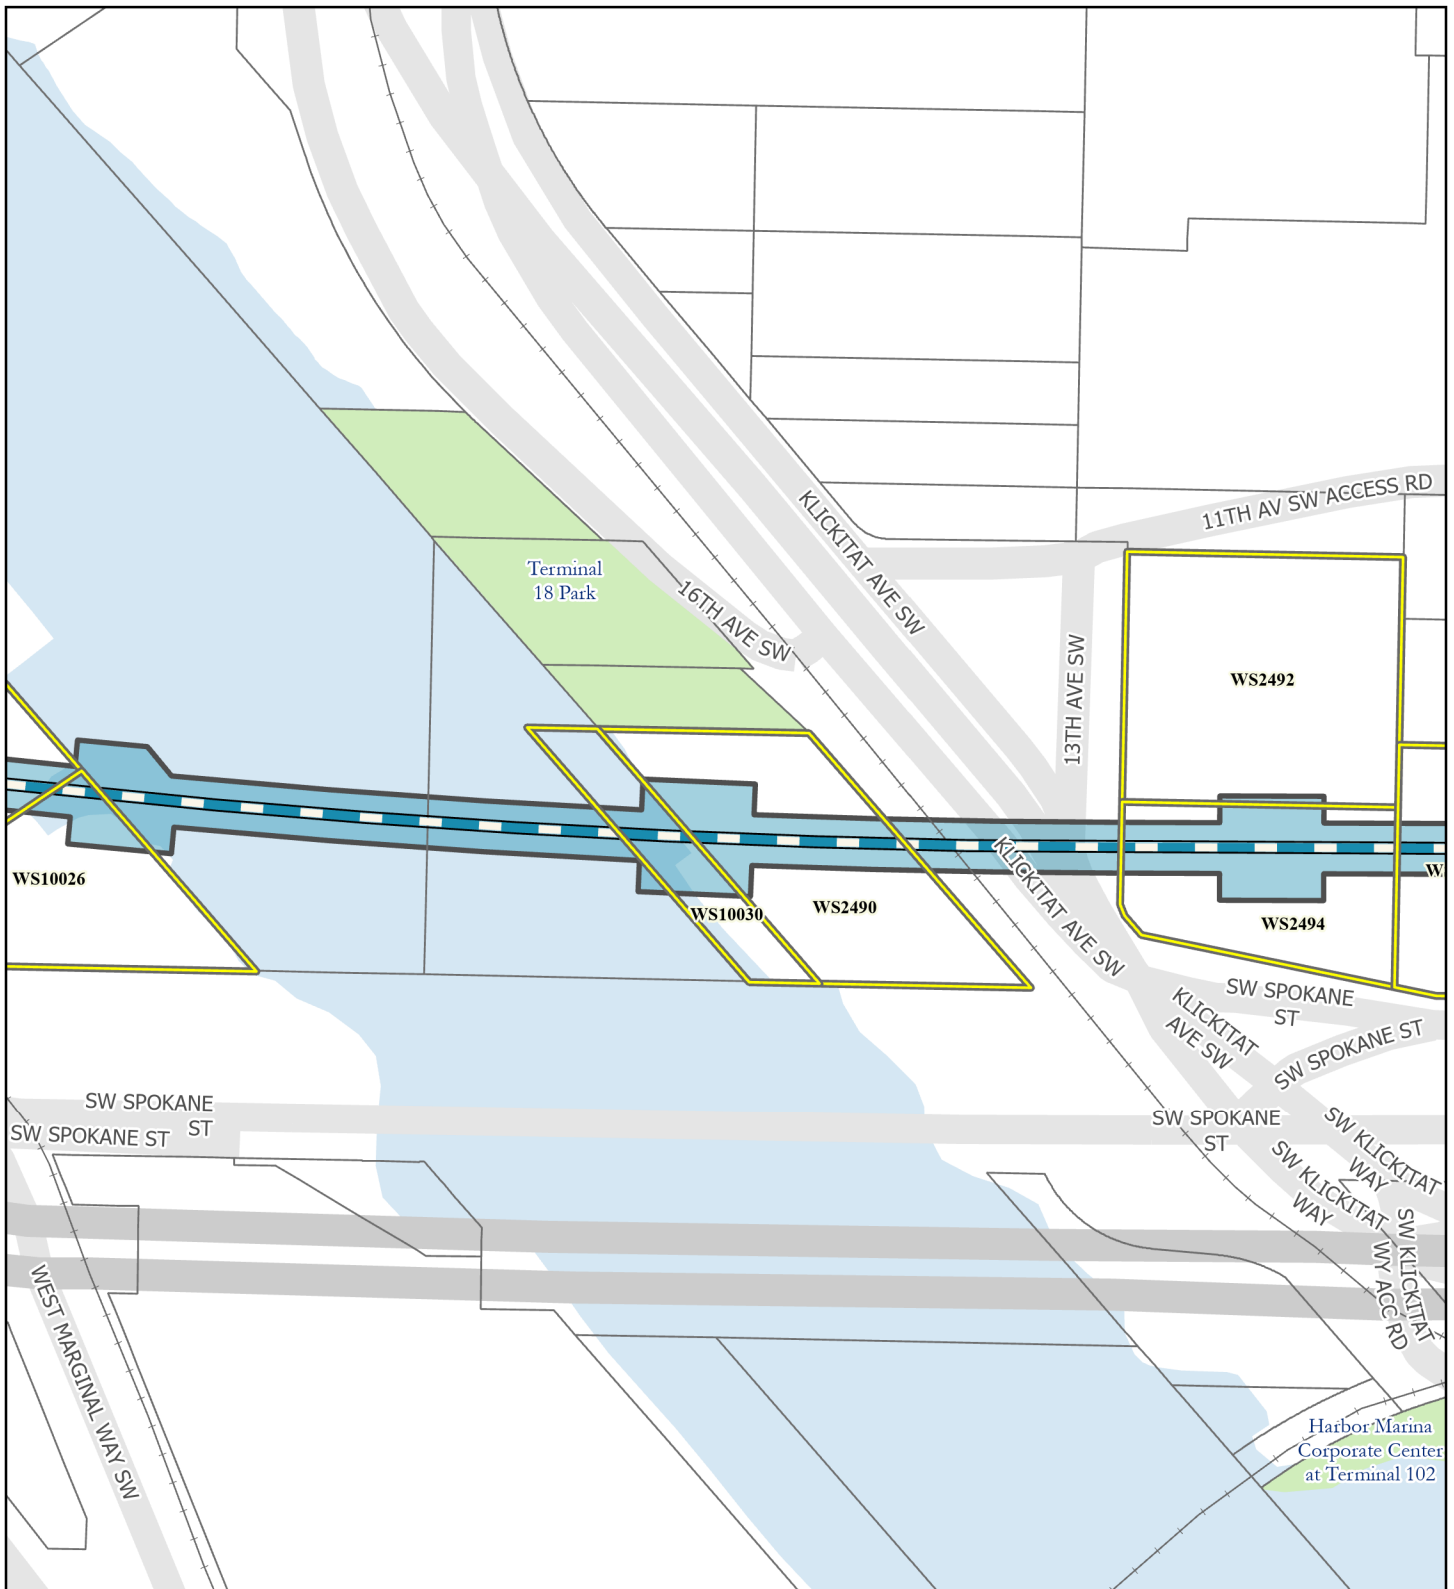 11TH AV SW ACCESS RD
KLICKITAT AVE SW
Terminal
18 Park
16TH AVE SW
13TH AVE SW
WS2492
WS10026
WS10030
WS2490
KLICKITAT AVE SW
WS2494
SW SPOKANE
ST
KLICKITAT
AVE SW
SW SPOKANE ST
SW SPOKANE
ST
SW SPOKANE ST
SW SPOKANE
ST
SW KLICKITAT
WAY
SW KLICKITAT
WAY
SW KLICKITAT
WY ACC RD
WEST MARGINAL WAY SW
Harbor Marina
Corporate Center
at Terminal 102